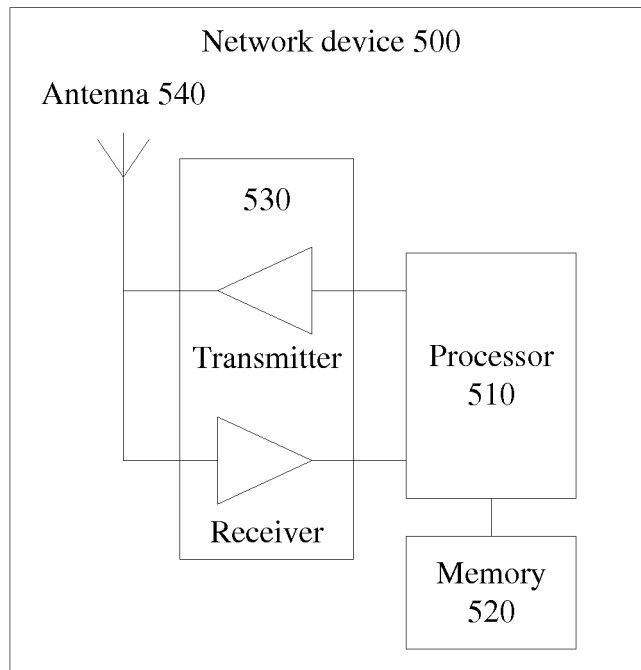 Network device 500
Antenna 540
530
Transmitter
Receiver
Processor
510
Memory
520